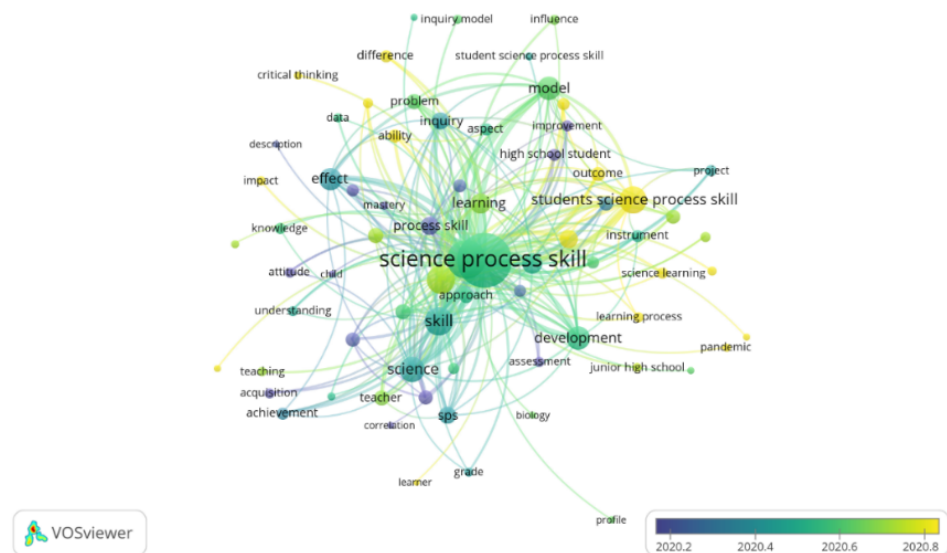 inquiry model
influence
difference
student science process skill
critical thinking
model
problem
data
inquiry
aspect
improvement
ability
description
high school student
effect
outcome
project
impact
mastery
learning
students science process skill
knowledge
process skill
instrument
science process skill
attitude
child
science learning
approach
understanding
skill
learning process
development
pandemic
assessment
science
junior high school
teaching
acquisition
teacher
achievement
sps
biology
correlation
grade
learner
profile
VOSviewer
2020.2 2020.4 2020.6 2020.8